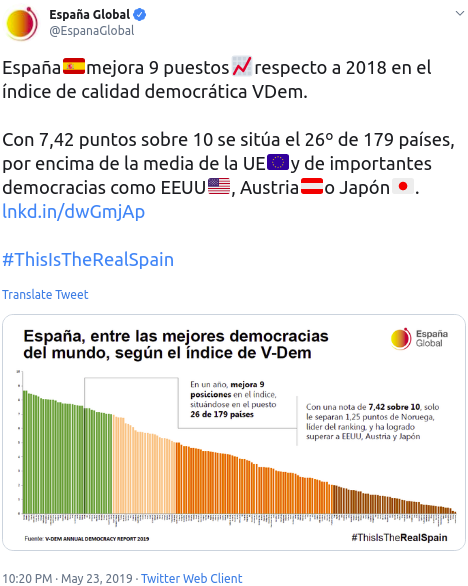 España Global
@EspanaGlobal
España🇪🇸mejora 9 puestos📈respecto a 2018 en el
índice de calidad democrática VDem.
Con 7,42 puntos sobre 10 se sitúa el 26º de 179 países,
por encima de la media de la UE🇪🇺y de importantes
democracias como EEUU🇺🇸, Austria🇦🇹o Japón🇯🇵.
lnkd.in/dwGmjAp
#ThisIsTheRealSpain
Translate Tweet
España, entre las mejores democracias
del mundo, según el índice de V-Dem
España
Global
En un año, mejora 9
posiciones en el índice,
situándose en el puesto
26 de 179 países
Con una nota de 7,42 sobre 10, solo
le separan 1,25 puntos de Noruega,
líder del ranking, y ha logrado
superar a EEUU, Austria y Japón
Fuente: V-DEM ANNUAL DEMOCRACY REPORT 2019
#ThisIsTheRealSpain
10:20 PM · May 23, 2019 · Twitter Web Client